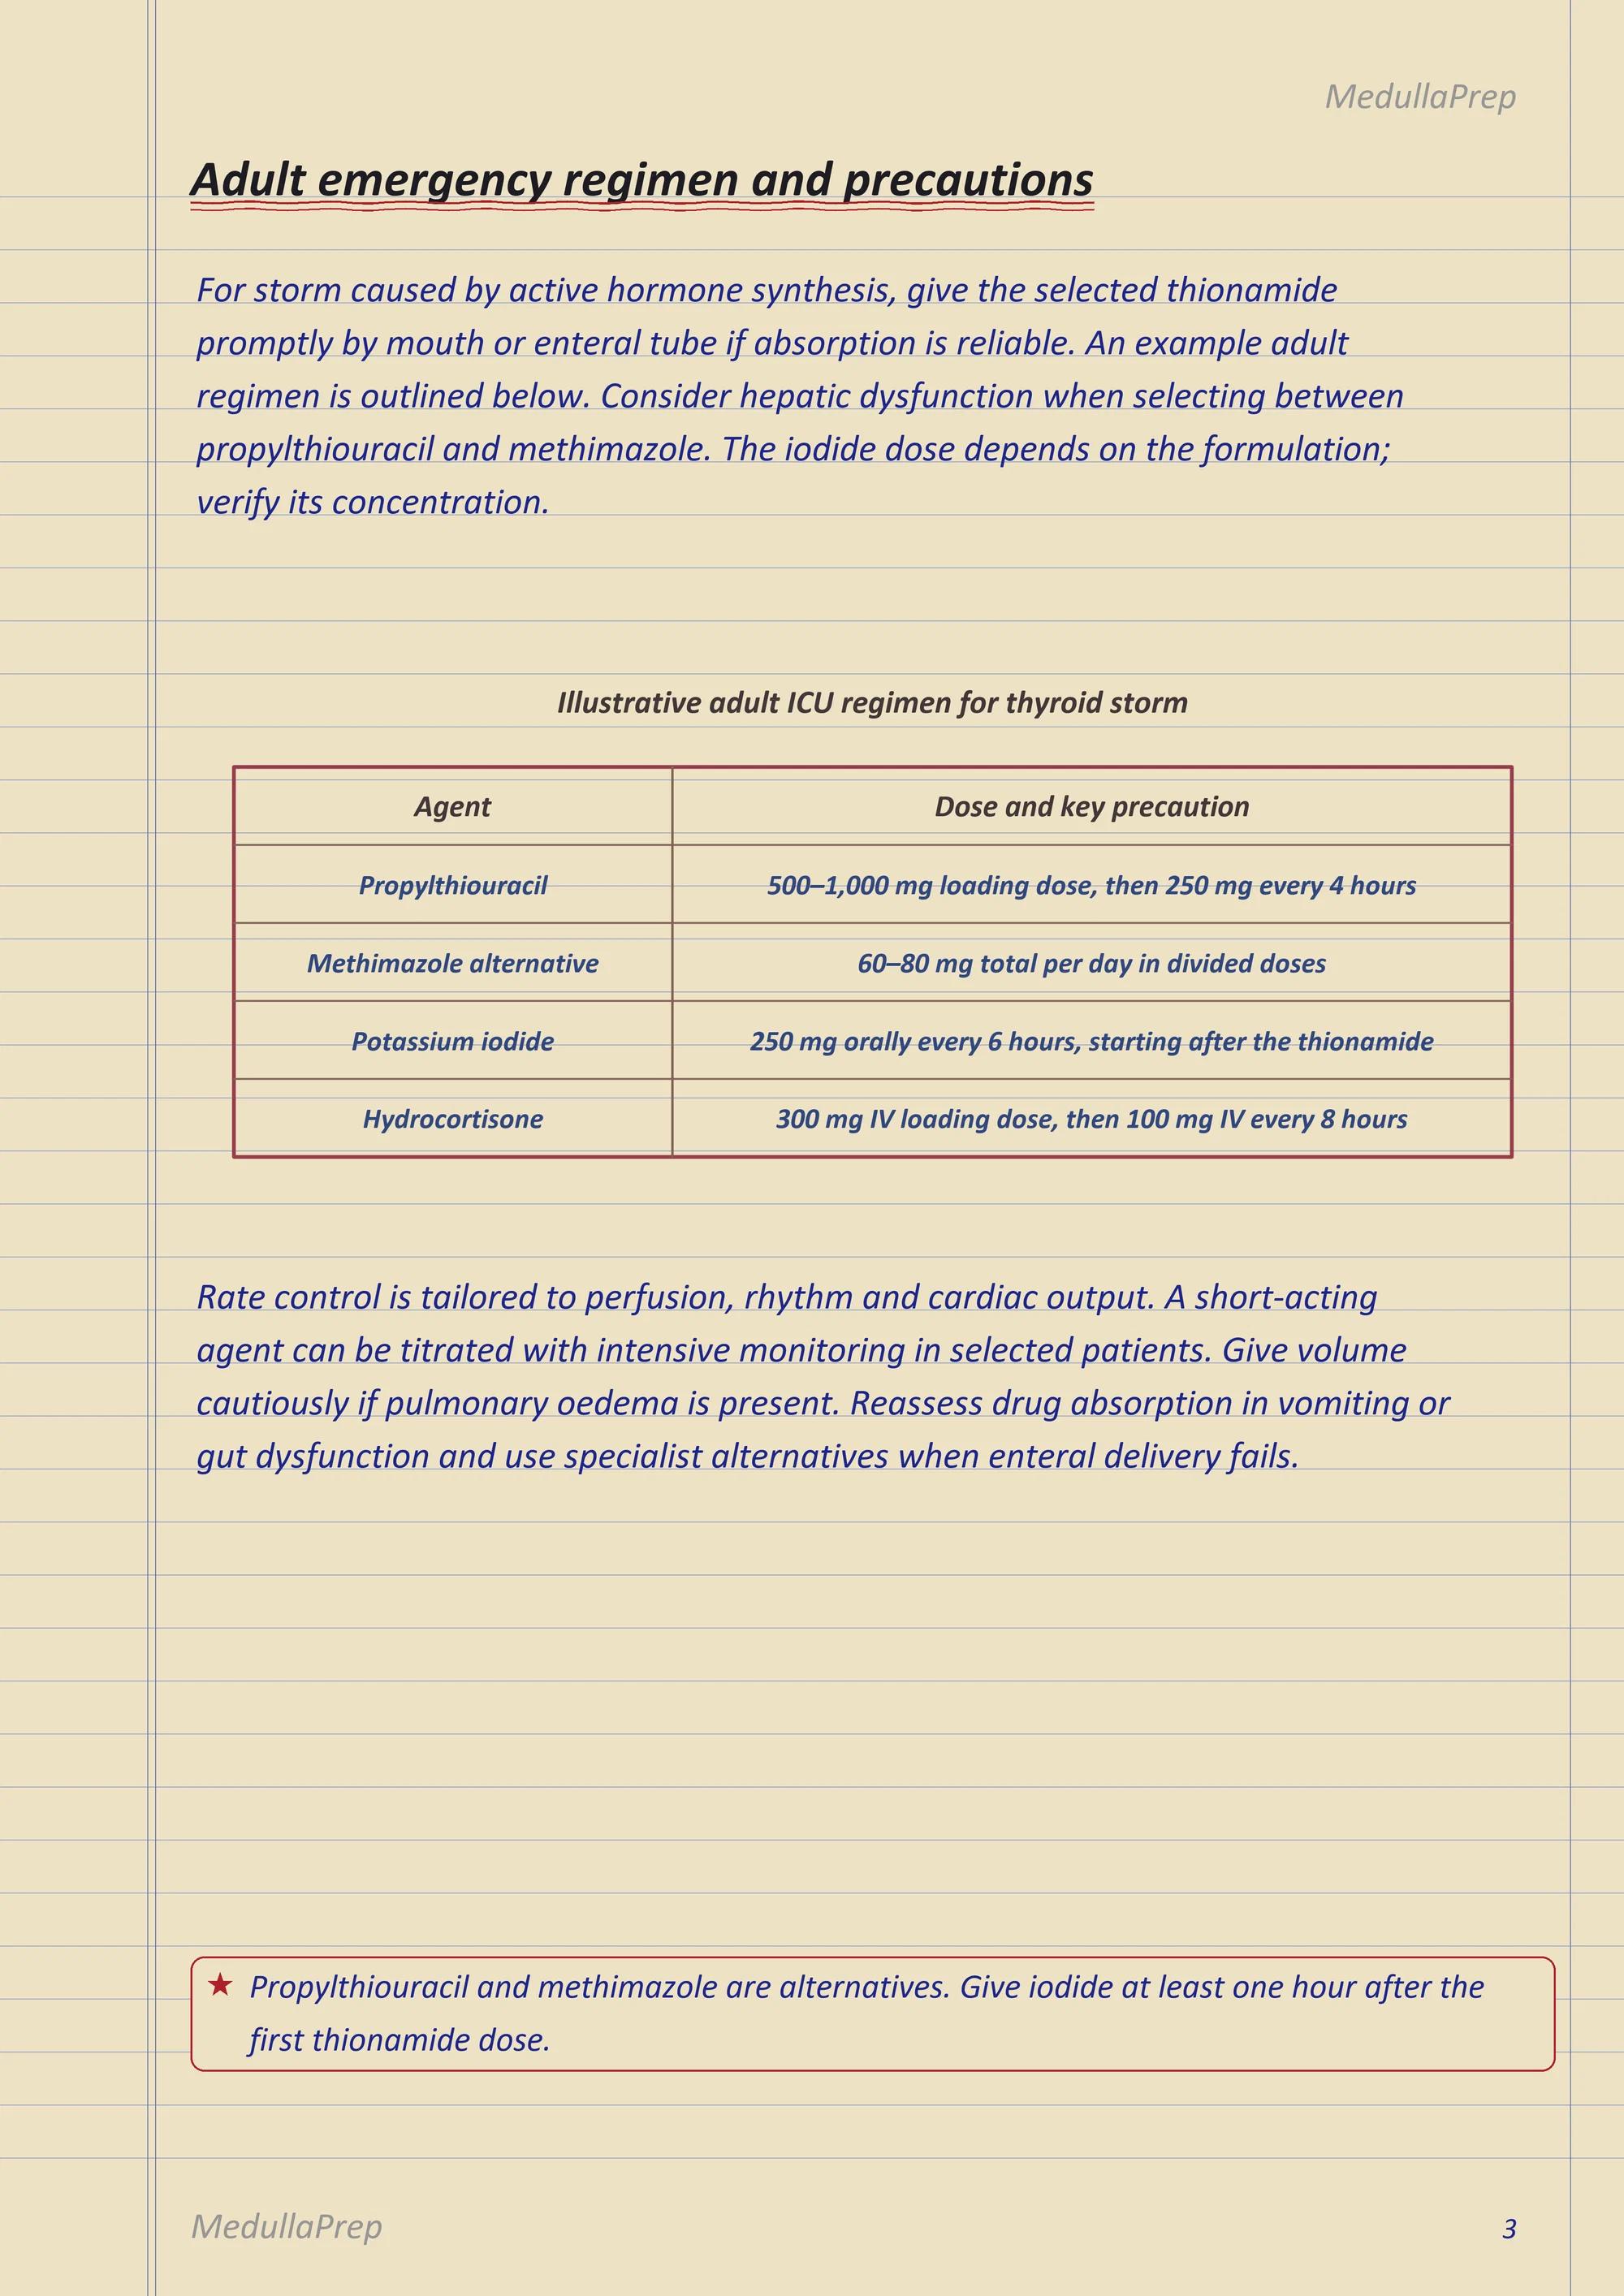 MedullaPrep
Adult emergency regimen and precautions
For storm caused by active hormone synthesis, give the selected thionamide
promptly by mouth or enteral tube if absorption is reliable. An example adult
regimen is outlined below. Consider hepatic dysfunction when selecting between
propylthiouracil and methimazole. The iodide dose depends on the formulation;
verify its concentration.
Illustrative adult ICU regimen for thyroid storm
Agent Dose and key precaution
Propylthiouracil 500–1,000 mg loading dose, then 250 mg every 4 hours
Methimazole alternative 60–80 mg total per day in divided doses
Potassium iodide 250 mg orally every 6 hours, starting after the thionamide
Hydrocortisone 300 mg IV loading dose, then 100 mg IV every 8 hours
Rate control is tailored to perfusion, rhythm and cardiac output. A short-acting
agent can be titrated with intensive monitoring in selected patients. Give volume
cautiously if pulmonary oedema is present. Reassess drug absorption in vomiting or
gut dysfunction and use specialist alternatives when enteral delivery fails.
★ Propylthiouracil and methimazole are alternatives. Give iodide at least one hour after the
first thionamide dose.
MedullaPrep 3